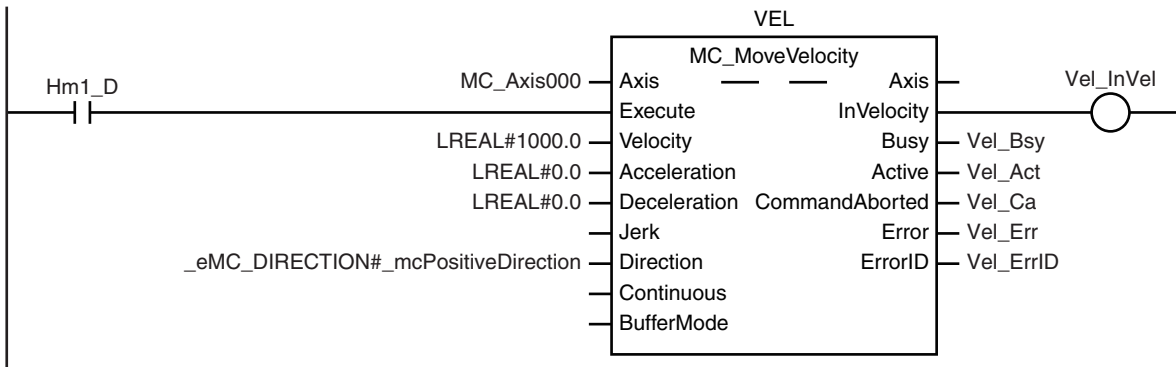 VEL
MC_MoveVelocity
MC_Axis000 Axis Axis
Hm1_D Vel_InVel
Execute InVelocity
LREAL#1000.0 Velocity Busy Vel_Bsy
LREAL#0.0 Acceleration Active Vel_Act
LREAL#0.0 Deceleration CommandAborted Vel_Ca
Jerk Error Vel_Err
_eMC_DIRECTION#_mcPositiveDirection Direction ErrorID Vel_ErrID
Continuous
BufferMode